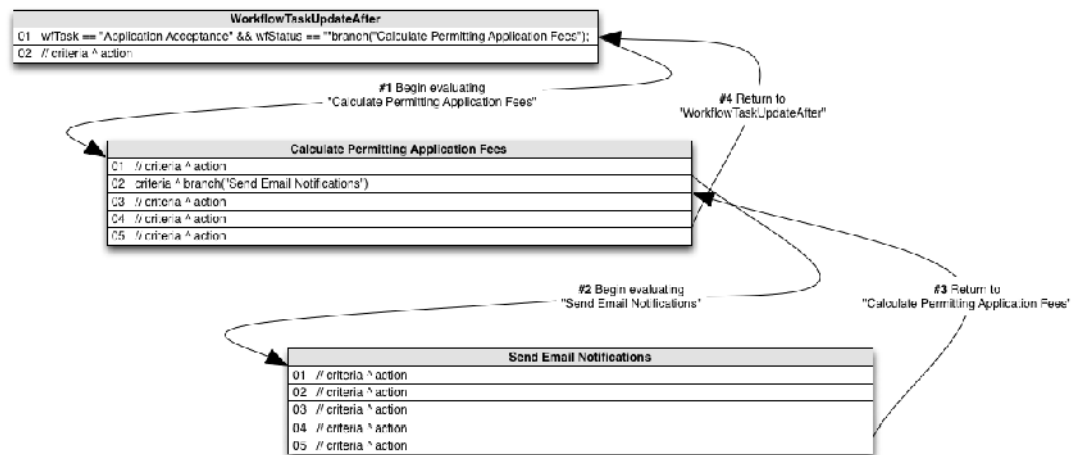 WorkflowTaskUpdateAfter
01 wfTask == "Application Acceptance" && wfStatus == ""branch("Calculate Permitting Application Fees");
02 // criteria ^ action
#1 Begin evaluating
"Calculate Permitting Application Fees"
#4 Return to
"WorkflowTaskUpdateAfter"
Calculate Permitting Application Fees
01 // criteria ^ action
02 criteria ^ branch("Send Email Notifications")
03 // criteria ^ action
04 // criteria ^ action
05 // criteria ^ action
#2 Begin evaluating
"Send Email Notifications"
#3 Return to
"Calculate Permitting Application Fees"
Send Email Notifications
01 // criteria ^ action
02 // criteria ^ action
03 // criteria ^ action
04 // criteria ^ action
05 // criteria ^ action